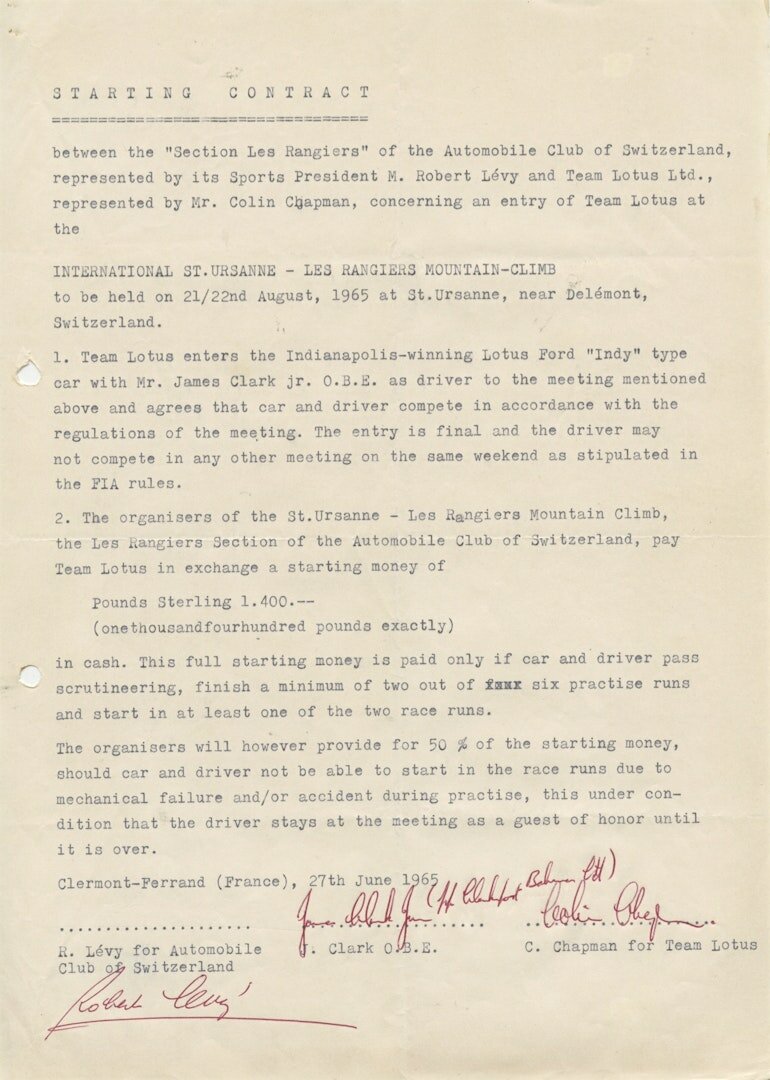 STARTING CONTRACT
=====================================
between the "Section Les Rangiers" of the Automobile Club of Switzerland,
represented by its Sports President M. Robert Lévy and Team Lotus Ltd.,
represented by Mr. Colin Chapman, concerning an entry of Team Lotus at
the
INTERNATIONAL ST.URSANNE - LES RANGIERS MOUNTAIN-CLIMB
to be held on 21/22nd August, 1965 at St.Ursanne, near Delémont,
Switzerland.
1. Team Lotus enters the Indianapolis-winning Lotus Ford "Indy" type
car with Mr. James Clark jr. O.B.E. as driver to the meeting mentioned
above and agrees that car and driver compete in accordance with the
regulations of the meeting. The entry is final and the driver may
not compete in any other meeting on the same weekend as stipulated in
the FIA rules.
2. The organisers of the St.Ursanne - Les Rangiers Mountain Climb,
the Les Rangiers Section of the Automobile Club of Switzerland, pay
Team Lotus in exchange a starting money of
Pounds Sterling 1.400.--
(onethousandfourhundred pounds exactly)
in cash. This full starting money is paid only if car and driver pass
scrutineering, finish a minimum of two out of six practise runs
and start in at least one of the two race runs.
The organisers will however provide for 50 % of the starting money,
should car and driver not be able to start in the race runs due to
mechanical failure and/or accident during practise, this under con-
dition that the driver stays at the meeting as a guest of honor until
it is over.
Clermont-Ferrand (France), 27th June 1965
James Clark Jun Colin Chapman
R. Lévy for Automobile J. Clark O.B.E. C. Chapman for Team Lotus
Club of Switzerland
Robert Lévy